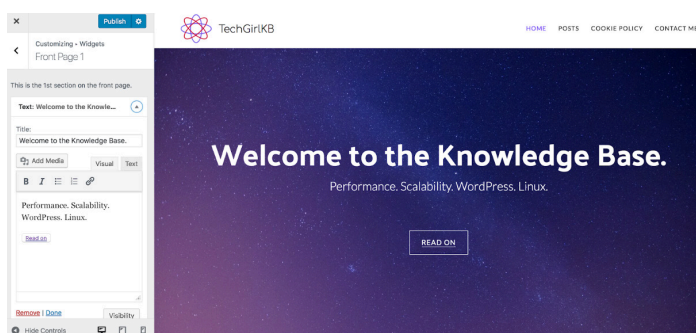 Publish
Customizing ▸ Widgets
Front Page 1
This is the 1st section on the front page.
Text: Welcome to the Knowle...
Title:
Welcome to the Knowledge Base.
Add Media
Visual Text
B I
Performance. Scalability.
WordPress. Linux.
Read on
Remove | Done
Visibility
Hide Controls
TechGirlKB
HOME POSTS COOKIE POLICY CONTACT ME
Welcome to the Knowledge Base.
Performance. Scalability. WordPress. Linux.
READ ON